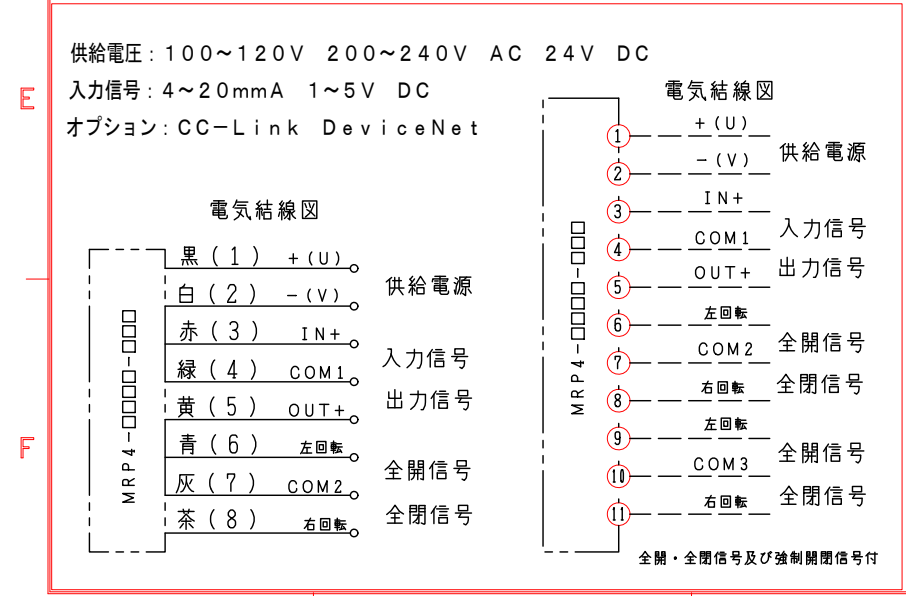 供給電圧：100～120V 200～240V AC 24V DC
入力信号：4～20mmA 1～5V DC
オプション：CC－Link DeviceNet
E
F
電気結線図
黒(1) +(U)
白(2) －(V)
供給電源
赤(3) IN+
緑(4) COM1
入力信号
黄(5) OUT+
出力信号
青(6) 左回転
灰(7) COM2
全開信号
茶(8) 右回転
全閉信号
MRP4-□□□□-□□□
電気結線図
① +(U)
② －(V)
供給電源
③ IN+
④ COM1
入力信号
⑤ OUT+
出力信号
⑥ 左回転
⑦ COM2
全開信号
⑧ 右回転
全閉信号
⑨ 左回転
⑩ COM3
全開信号
⑪ 右回転
全閉信号
MRP4-□□□□-□□□
全開・全閉信号及び強制開閉信号付